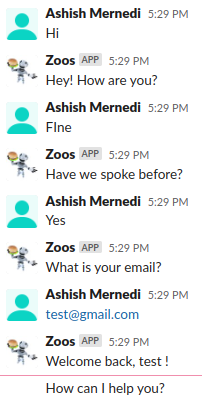 Ashish Mernedi 5:29 PM
Hi
Zoos APP 5:29 PM
Hey! How are you?
Ashish Mernedi 5:29 PM
FIne
Zoos APP 5:29 PM
Have we spoke before?
Ashish Mernedi 5:29 PM
Yes
Zoos APP 5:29 PM
What is your email?
Ashish Mernedi 5:29 PM
test@gmail.com
Zoos APP 5:29 PM
Welcome back, test !
How can I help you?